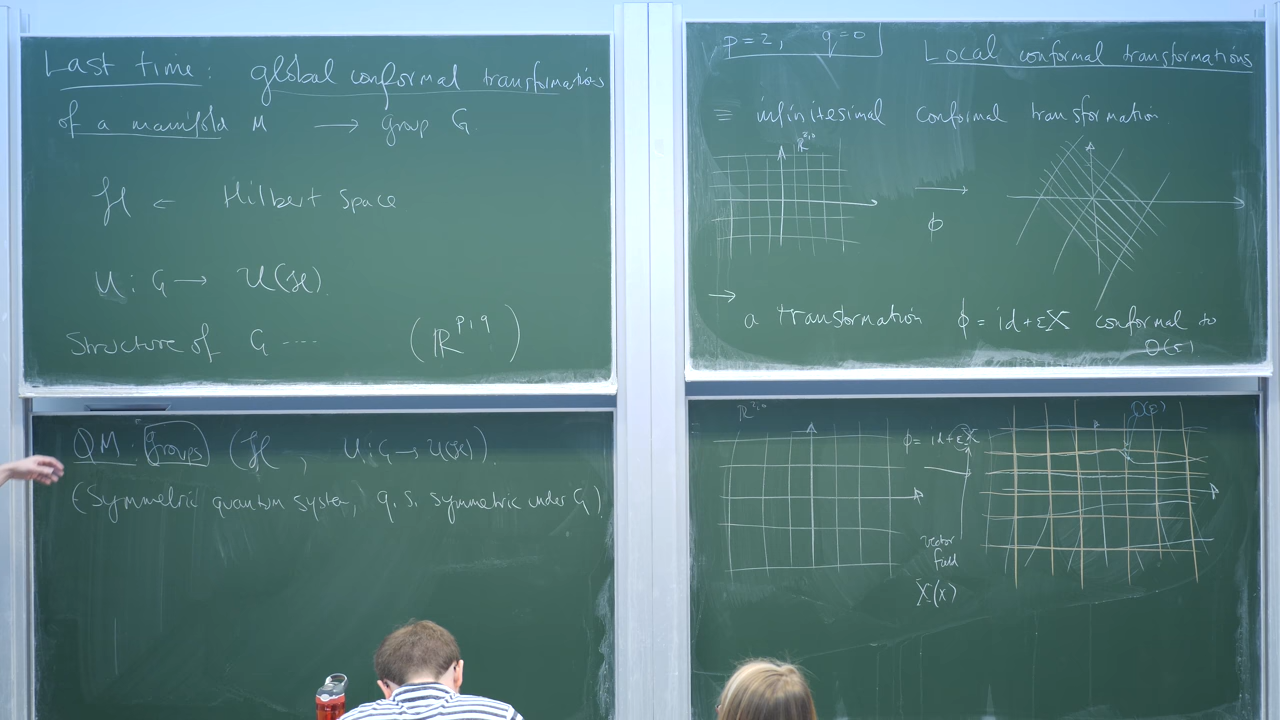 Last time: global conformal transformations
of a manifold M → group G.
ℋ ← Hilbert Space
U: G → U(ℋ).
Structure of G ···· (ℝ^{p,q})
QM: Groups (ℋ, U: G → U(ℋ)).
(Symmetric quantum system, q.s. symmetric under G)
p=2, q=0
Local conformal transformations
= infinitesimal conformal transformation.
ℝ^{2,0}
→
ϕ
→ a transformation ϕ = id + εX conformal to
O(ε)
ℝ^{2,0}
ϕ = id + εX
O(ε)
vector
field
X(x)